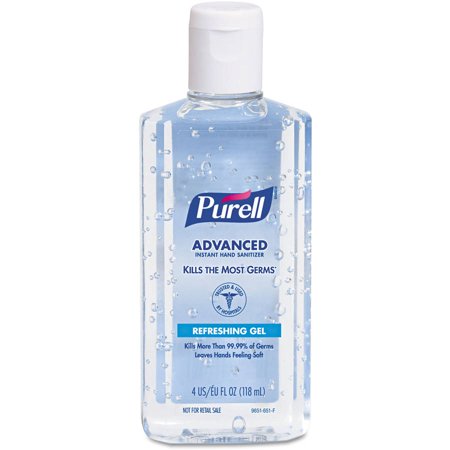 Purell
ADVANCED
INSTANT HAND SANITIZER
KILLS THE MOST GERMS*
TRUSTED & USED
BY HOSPITALS
REFRESHING GEL
Kills More Than 99.99% of Germs
Leaves Hands Feeling Soft
4 US/ÉU FL OZ (118 mL)
NOT FOR RETAIL SALE 9651-651-F